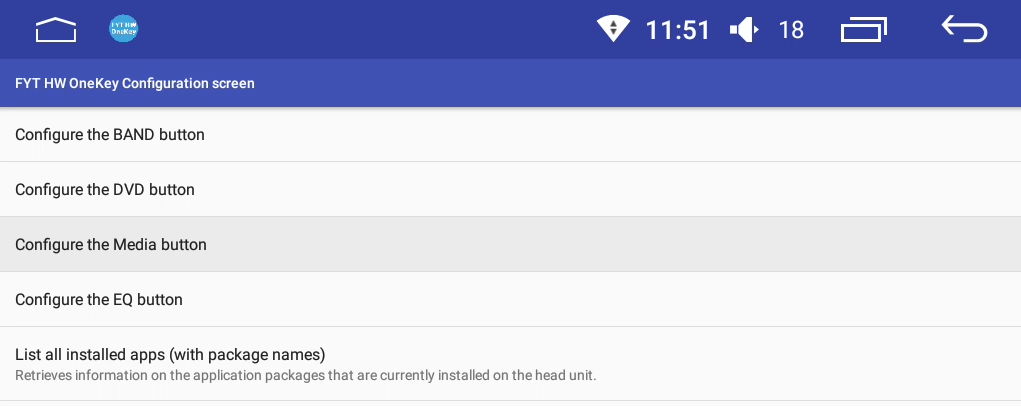 FYT HW
OneKey
11:51
18
FYT HW OneKey Configuration screen
Configure the BAND button
Configure the DVD button
Configure the Media button
Configure the EQ button
List all installed apps (with package names)
Retrieves information on the application packages that are currently installed on the head unit.